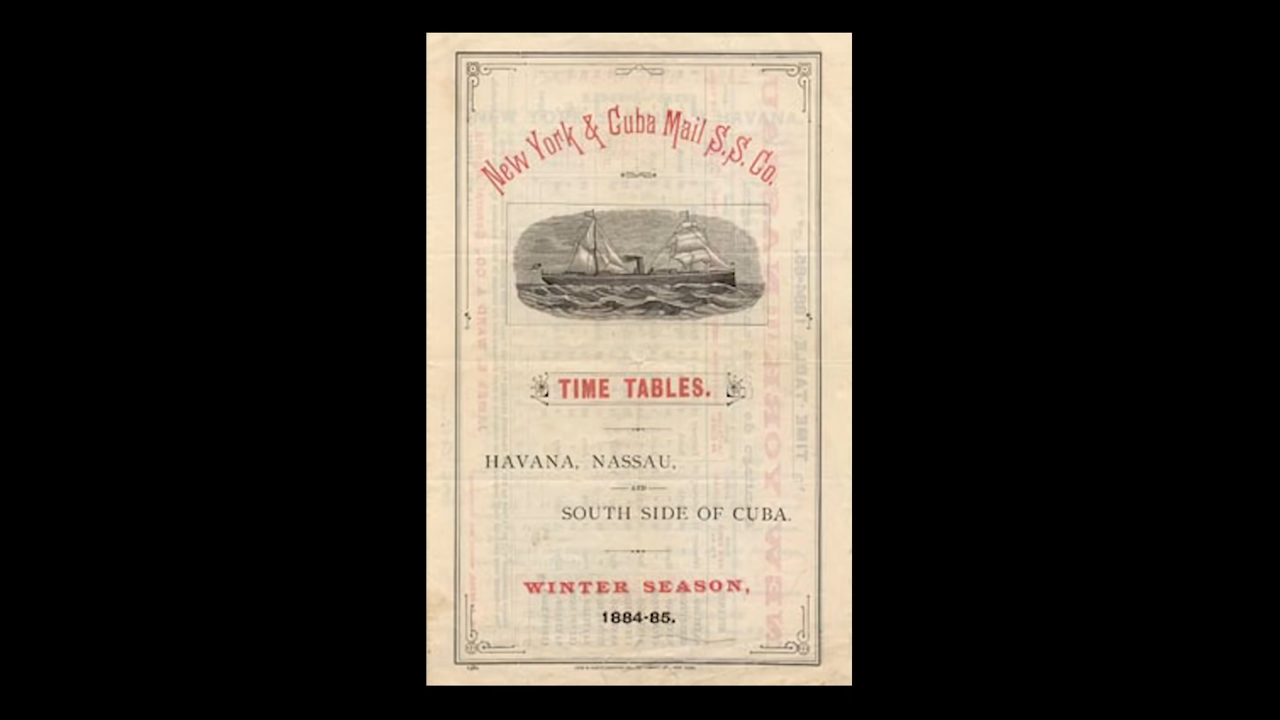 New York & Cuba Mail S.S. Co.
TIME TABLES.
HAVANA, NASSAU,
AND
SOUTH SIDE OF CUBA.
WINTER SEASON,
1884-85.